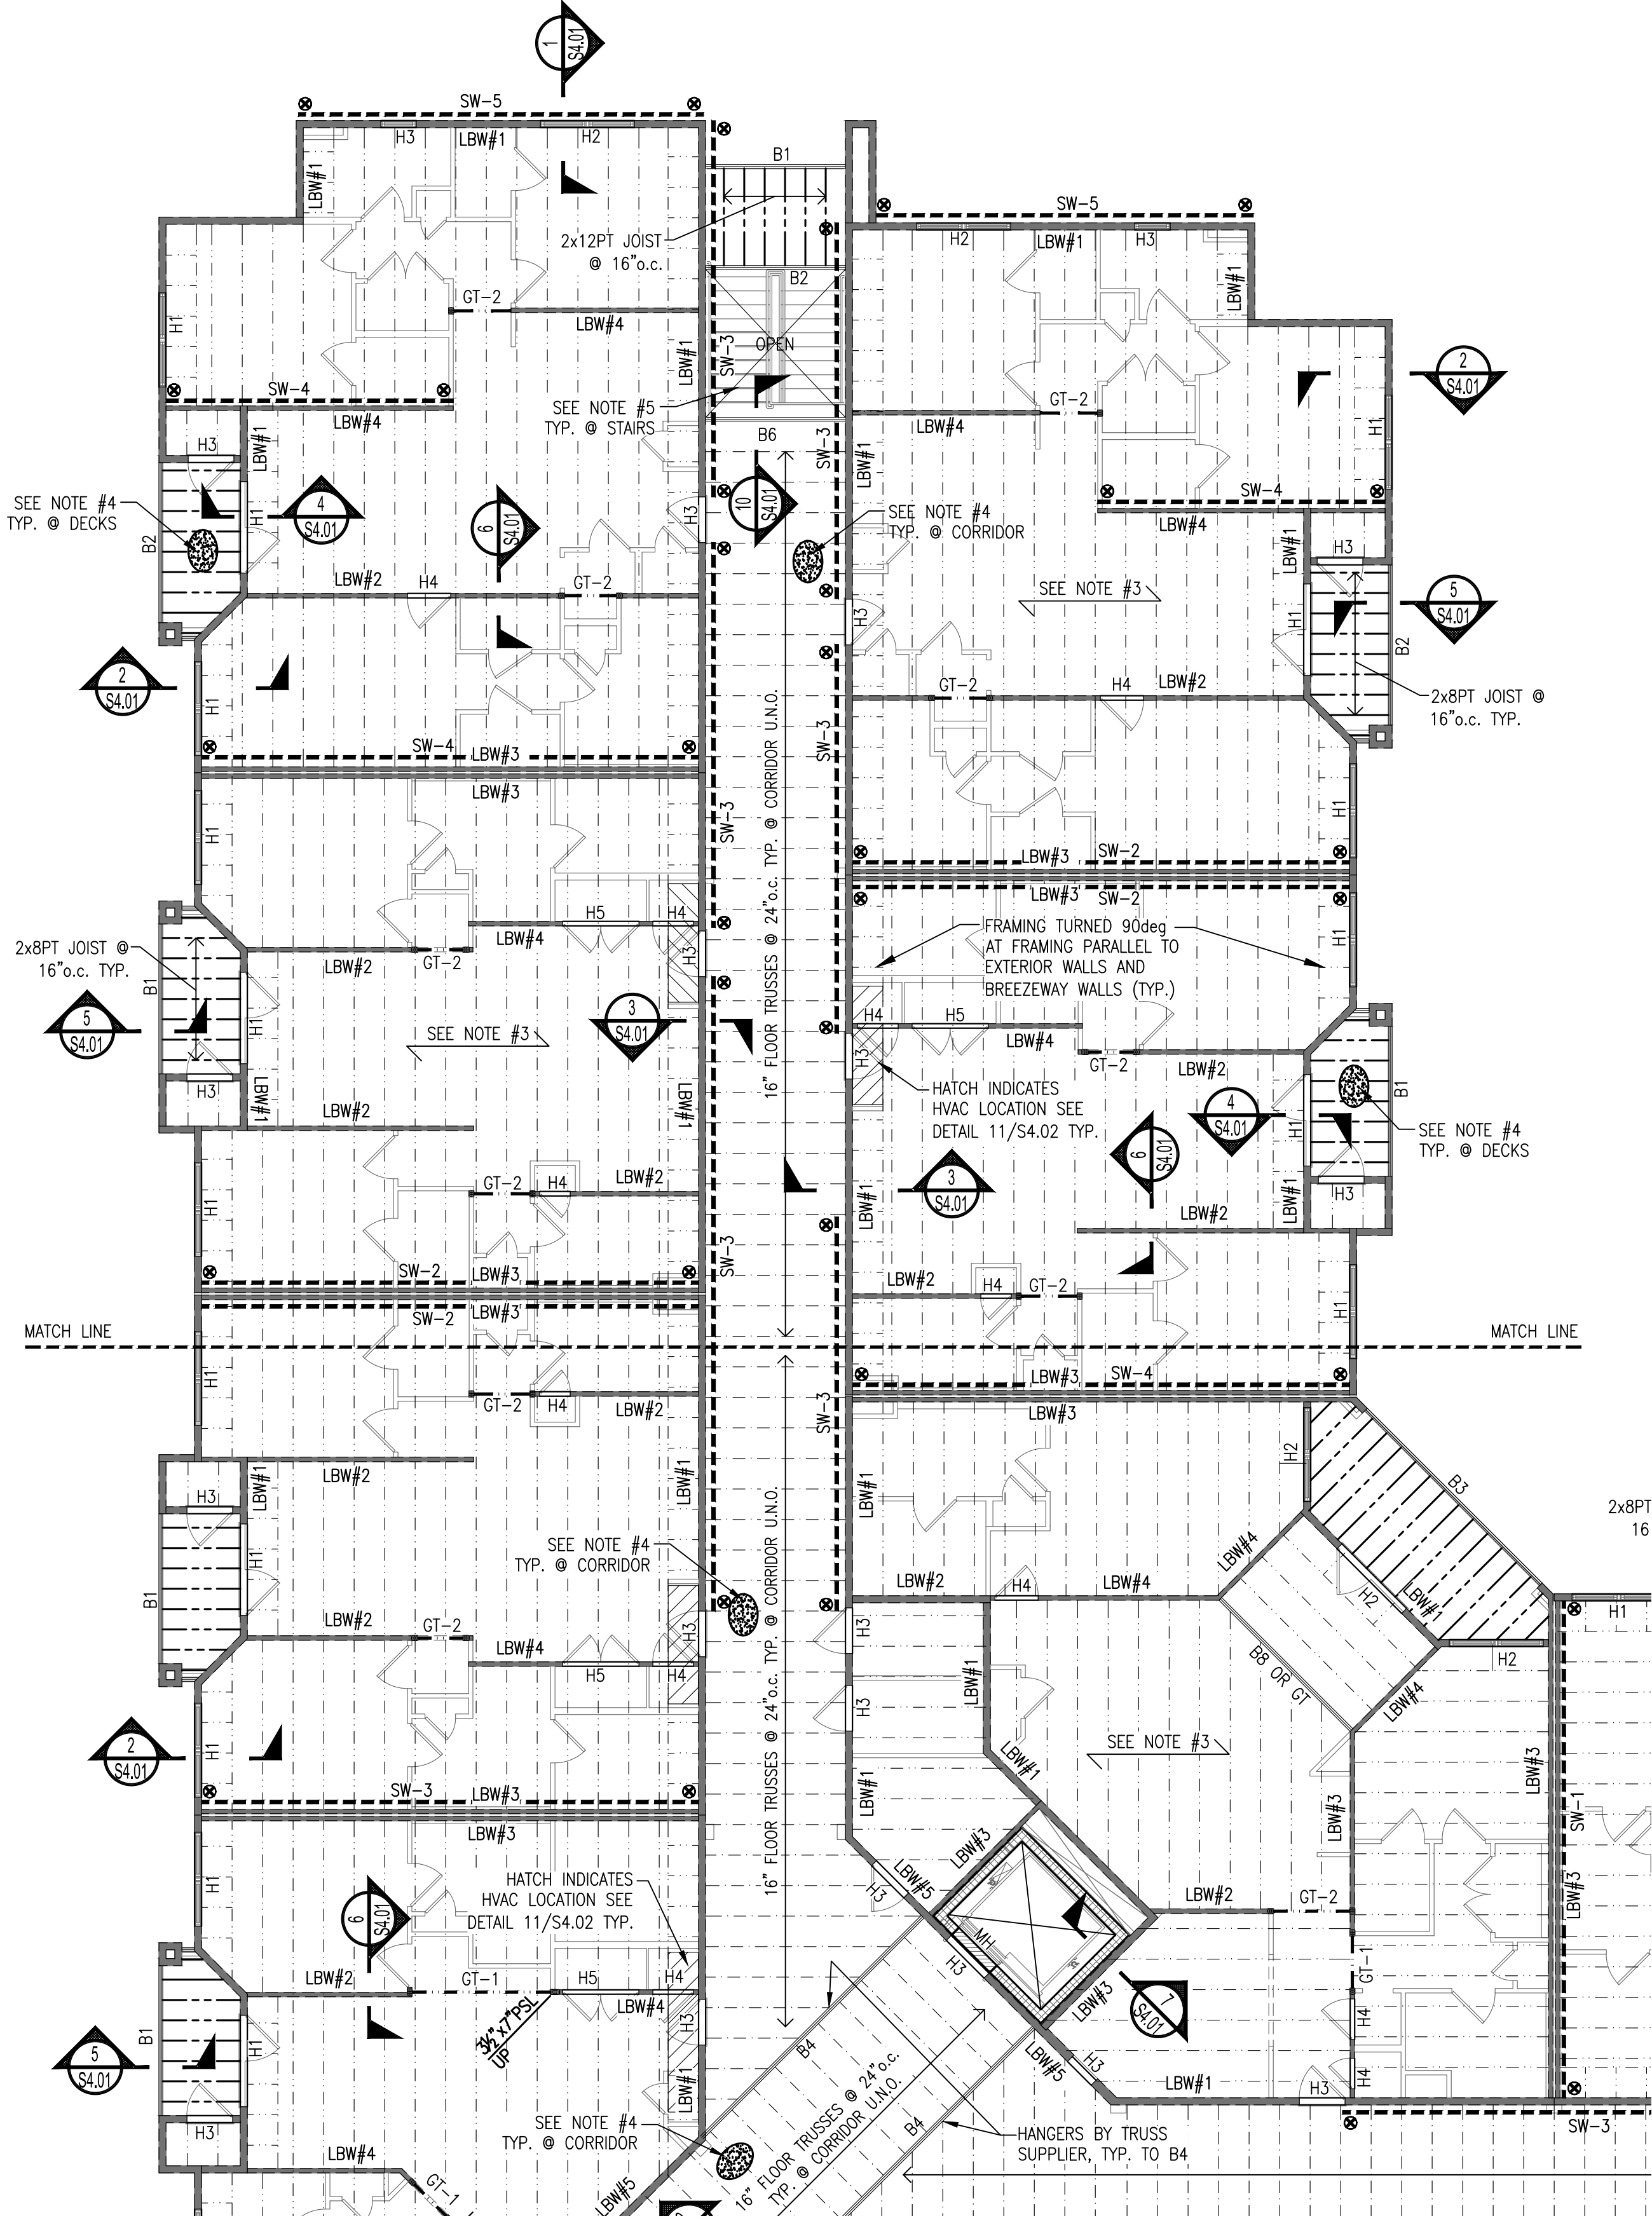 1
S4.01
SW-5
H3
LBW#1
H2
LBW#1
B1
SW-5
H2
LBW#1
H3
LBW#1
2x12PT JOIST
@ 16"o.c.
B2
GT-2
LBW#4
H1
OPEN
SW-3
LBW#1
SW-4
LBW#4
SEE NOTE #5
TYP. @ STAIRS
B6
SW-3
GT-2
LBW#4
LBW#1
2
S4.01
H1
SW-4
LBW#4
H3
LBW#1
SEE NOTE #4
TYP. @ DECKS
B2
H1
4
S4.01
6
S4.01
H3
10
S4.01
SEE NOTE #4
TYP. @ CORRIDOR
LBW#1
H3
LBW#2
H4
GT-2
SEE NOTE #3
H3
H1
5
S4.01
B2
2
S4.01
H1
GT-2
H4
LBW#2
2x8PT JOIST @
16"o.c. TYP.
SW-4
LBW#3
SW-3
16" FLOOR TRUSSES @ 24"o.c. TYP. @ CORRIDOR U.N.O.
LBW#3
SW-3
H1
H1
LBW#3
SW-2
LBW#3
SW-2
H5
H4
LBW#4
H3
FRAMING TURNED 90deg
AT FRAMING PARALLEL TO
EXTERIOR WALLS AND
BREEZEWAY WALLS (TYP.)
H1
2x8PT JOIST @
16"o.c. TYP.
LBW#2
GT-2
B1
H1
5
S4.01
SEE NOTE #3
3
S4.01
H4
H5
LBW#4
H3
GT-2
LBW#2
H3
LBW#1
LBW#2
LBW#1
HATCH INDICATES
HVAC LOCATION SEE
DETAIL 11/S4.02 TYP.
4
S4.01
H1
B1
SEE NOTE #4
TYP. @ DECKS
6
S4.01
H1
GT-2
H4
LBW#2
LBW#1
3
S4.01
H3
LBW#1
LBW#2
SW-3
SW-2
LBW#3
LBW#2
H4
GT-2
H1
LBW#3
SW-2
MATCH LINE
MATCH LINE
H1
GT-2
H4
LBW#2
LBW#3
SW-4
SW-3
LBW#3
LBW#1
LBW#2
LBW#1
LBW#1
H2
B3
H3
2x8PT
16
SEE NOTE #4
TYP. @ CORRIDOR
H1
B1
16" FLOOR TRUSSES @ 24"o.c. TYP. @ CORRIDOR U.N.O.
LBW#2
H4
LBW#4
LBW#4
H2
LBW#1
H1
LBW#2
GT-2
LBW#4
H3
H5
H4
H3
LBW#1
B8 OR GT
H2
LBW#4
2
S4.01
H1
H3
SEE NOTE #3
SW-3
LBW#3
LBW#1
LBW#1
LBW#3
LBW#3
SW-1
LBW#3
H1
LBW#3
HATCH INDICATES
HVAC LOCATION SEE
DETAIL 11/S4.02 TYP.
6
S4.01
H3
LBW#5
LBW#3
LBW#2
GT-2
LBW#3
MH
H3
GT-1
LBW#2
GT-1
H5
H4
LBW#4
3½"x7"PSL
UP
H3
LBW#3
7
S4.01
H4
5
S4.01
B1
H1
B4
LBW#5
H3
H4
LBW#1
LBW#1
H3
H3
SEE NOTE #4
TYP. @ CORRIDOR
16" FLOOR TRUSSES @ 24"o.c.
TYP. @ CORRIDOR U.N.O.
B4
HANGERS BY TRUSS
SUPPLIER, TYP. TO B4
SW-3
LBW#4
GT-1
LBW#5